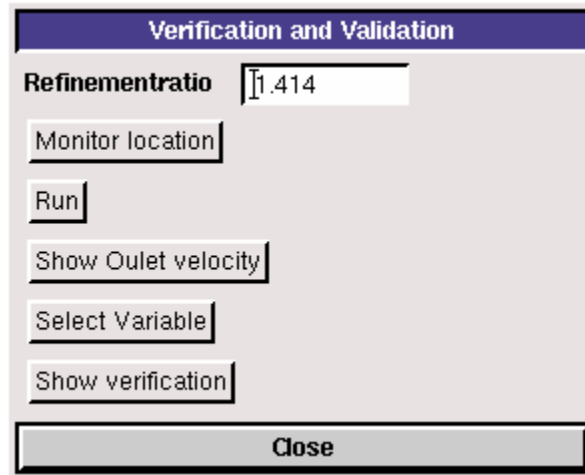 Verification and Validation
Refinementratio 1.414
Monitor location
Run
Show Oulet velocity
Select Variable
Show verification
Close